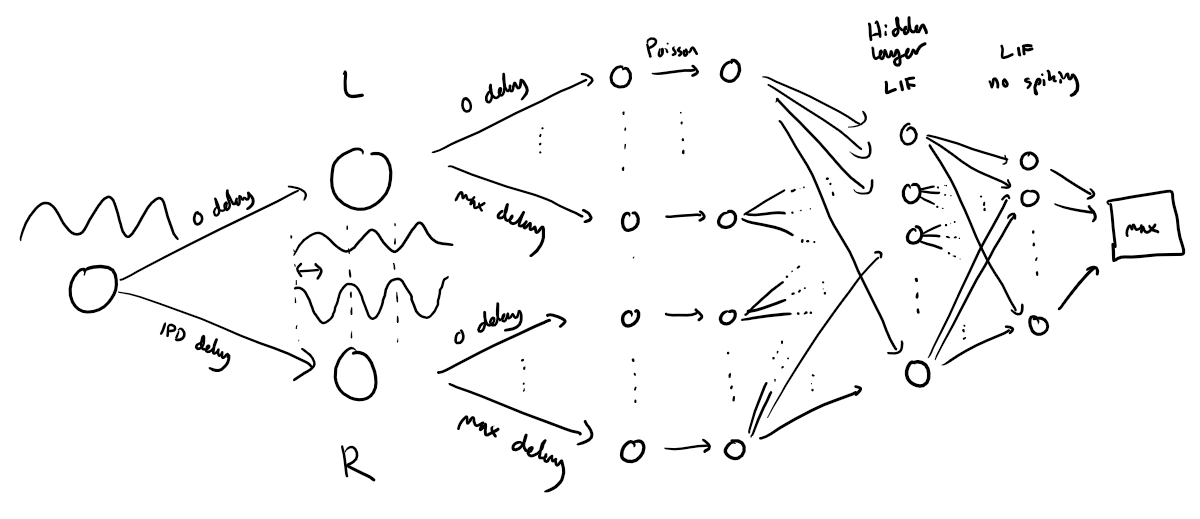 L
0 delay
IPD delay
R
0 delay
max delay
0 delay
max delay
Poisson
Hidden
layer
LIF
LIF
no spiking
max